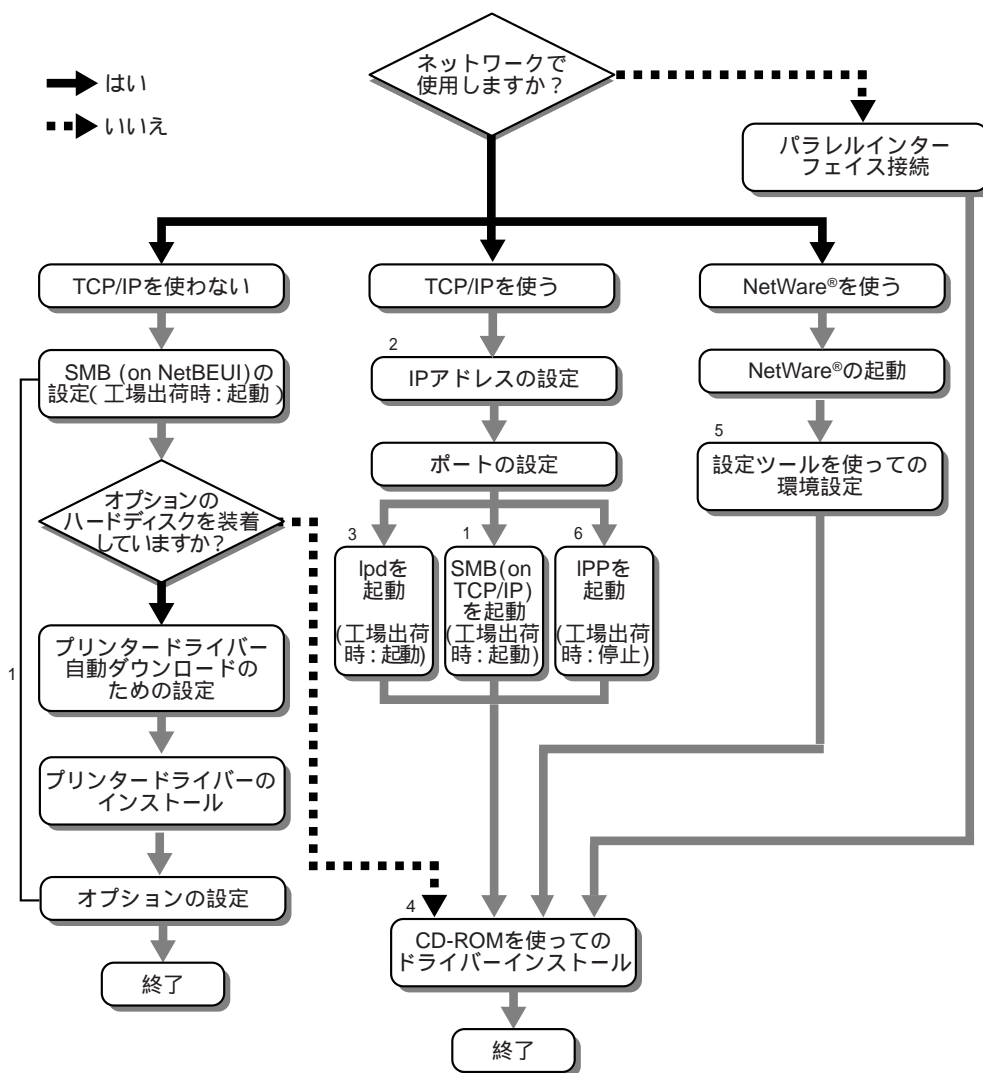 ネットワークで
使用しますか？
はい
いいえ
パラレルインター
フェイス接続
TCP/IPを使わない
TCP/IPを使う
NetWare®を使う
SMB (on NetBEUI)の
設定(工場出荷時：起動)
2
IPアドレスの設定
NetWare®の起動
ポートの設定
5
設定ツールを使っての
環境設定
オプションの
ハードディスクを装着
していますか？
3
lpdを
起動
(工場出荷
時：起動)
1
SMB(on
TCP/IP)
を起動
(工場出荷
時：起動)
6
IPPを
起動
(工場出荷
時：停止)
1
プリンタードライバー
自動ダウンロードの
ための設定
プリンタードライバーの
インストール
オプションの設定
終了
4
CD-ROMを使っての
ドライバーインストール
終了